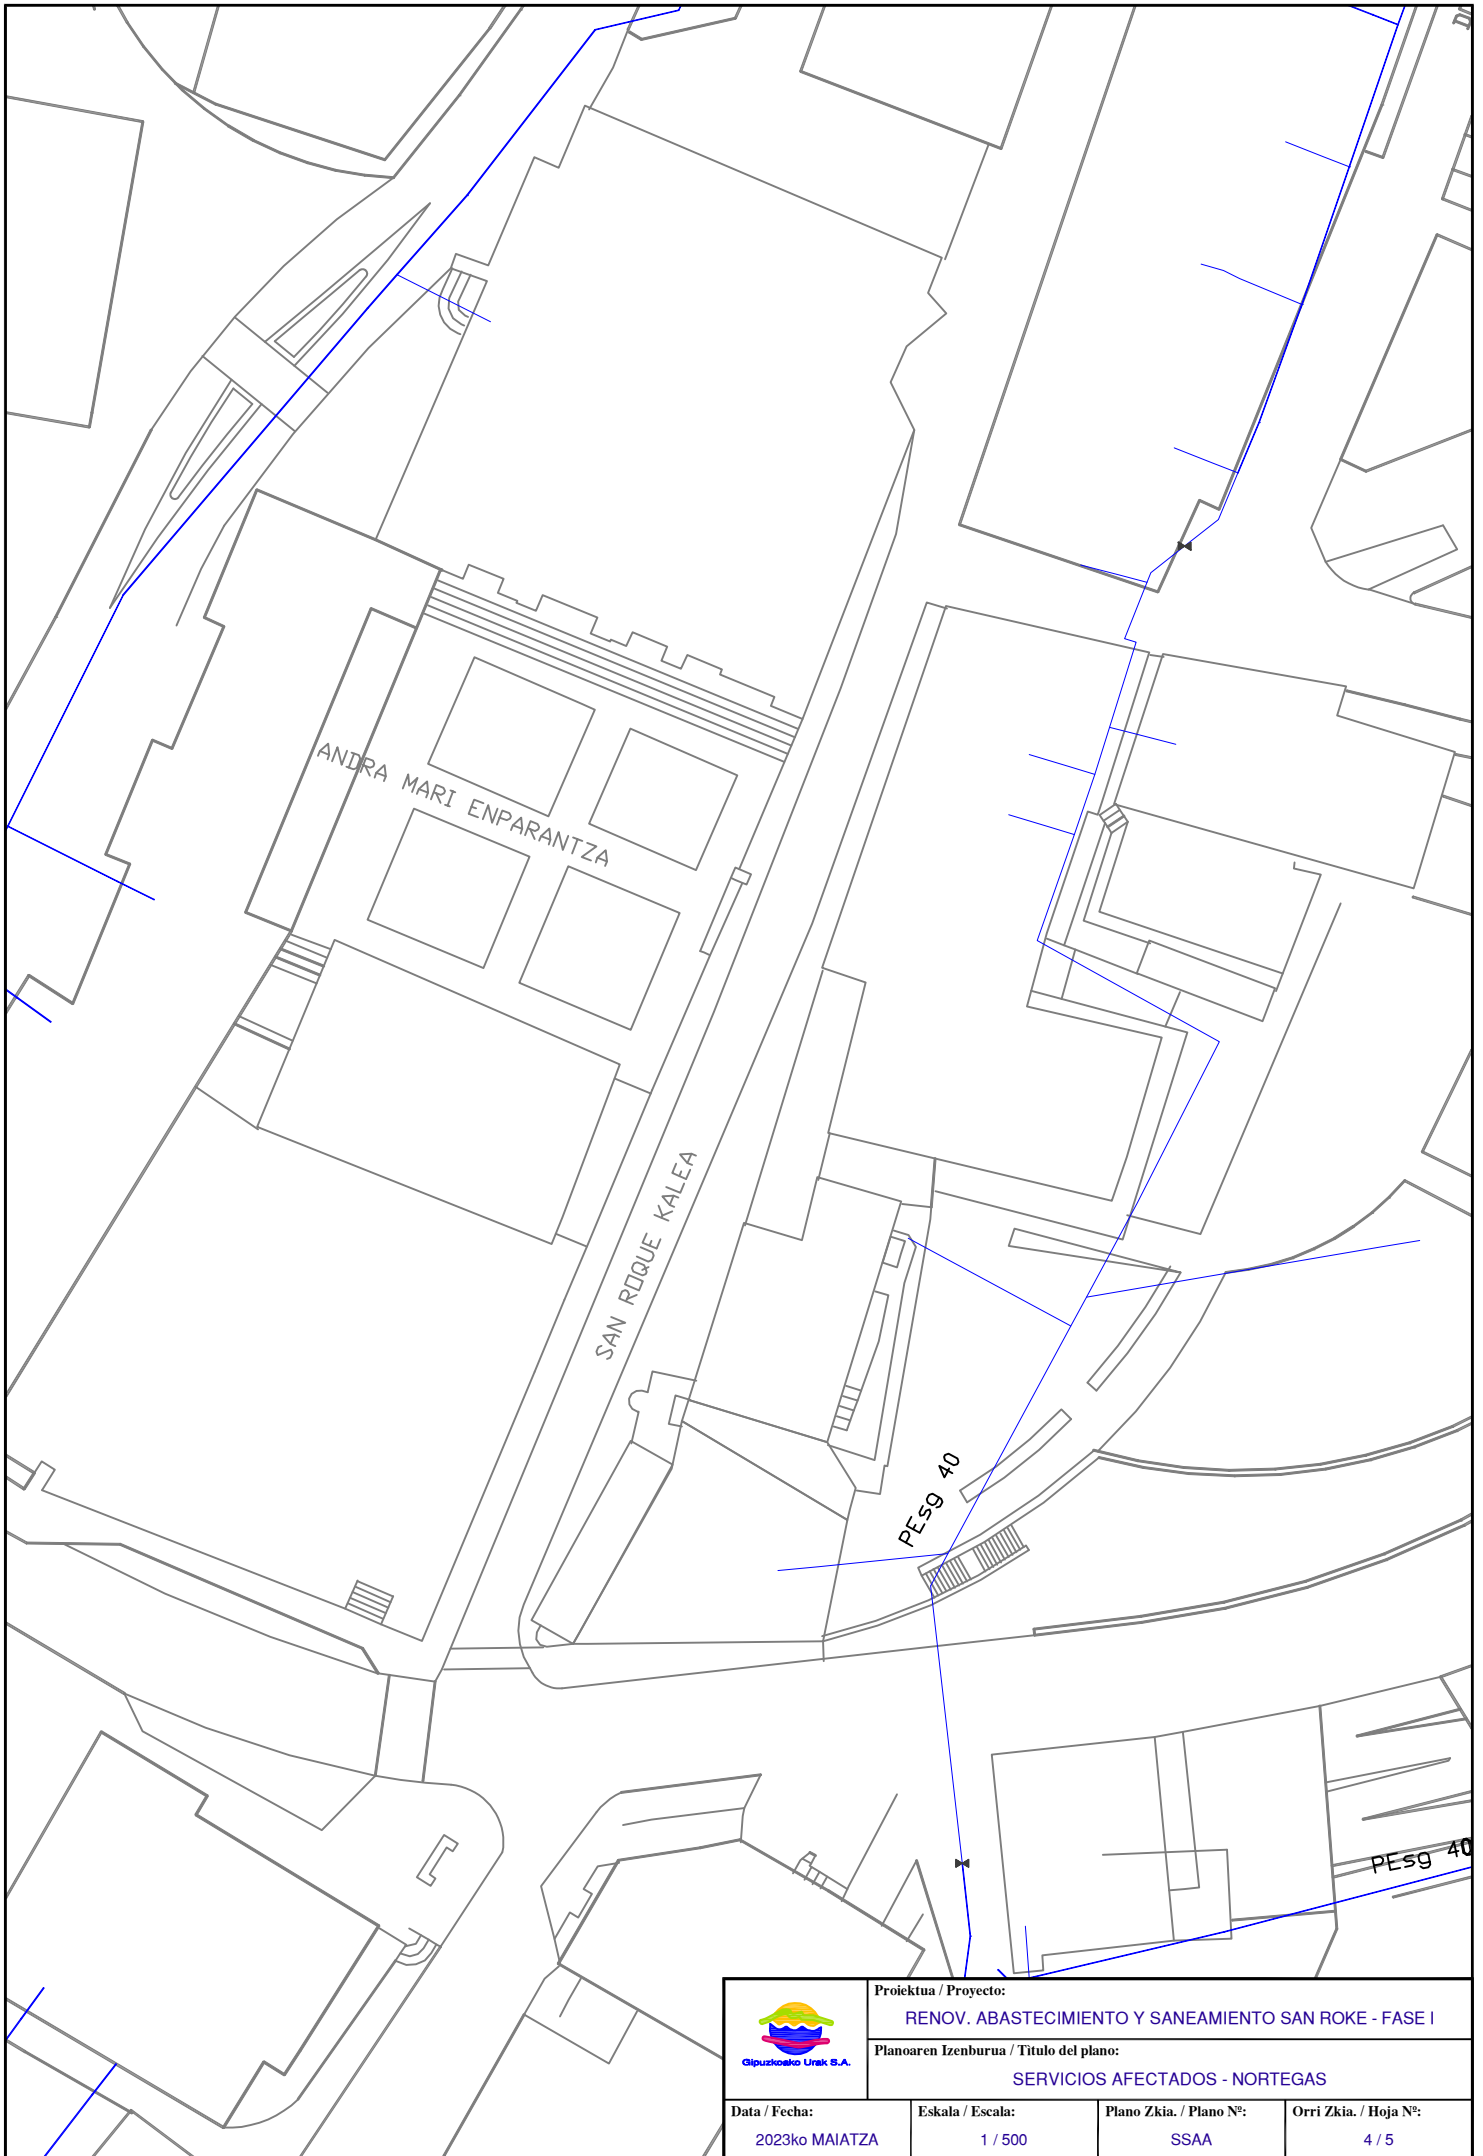 ANDRA MARI ENPARANTZA
SAN ROQUE KALEA
PEsg 40
PEsg 40
Gipuzkoako Urak S.A.
Proiektua / Proyecto:
RENOV. ABASTECIMIENTO Y SANEAMIENTO SAN ROKE - FASE I
Planoaren Izenburua / Titulo del plano:
SERVICIOS AFECTADOS - NORTEGAS
Data / Fecha:
2023ko MAIATZA
Eskala / Escala:
1 / 500
Plano Zkia. / Plano Nº:
SSAA
Orri Zkia. / Hoja Nº:
4 / 5